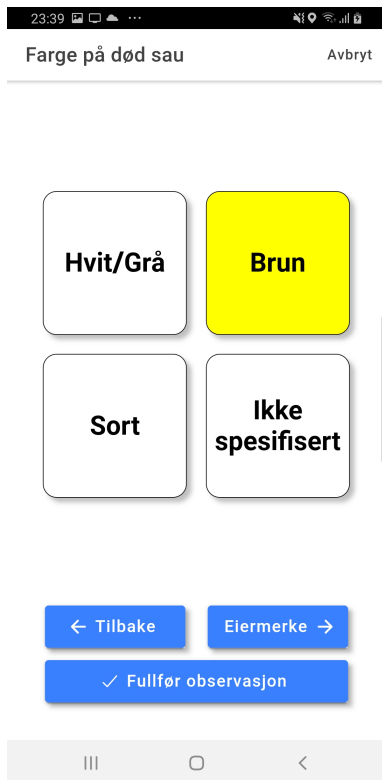 23:39
Farge på død sau
Avbryt
Hvit/Grå
Brun
Sort
Ikke
spesifisert
Tilbake
Eiermerke
Fullfør observasjon